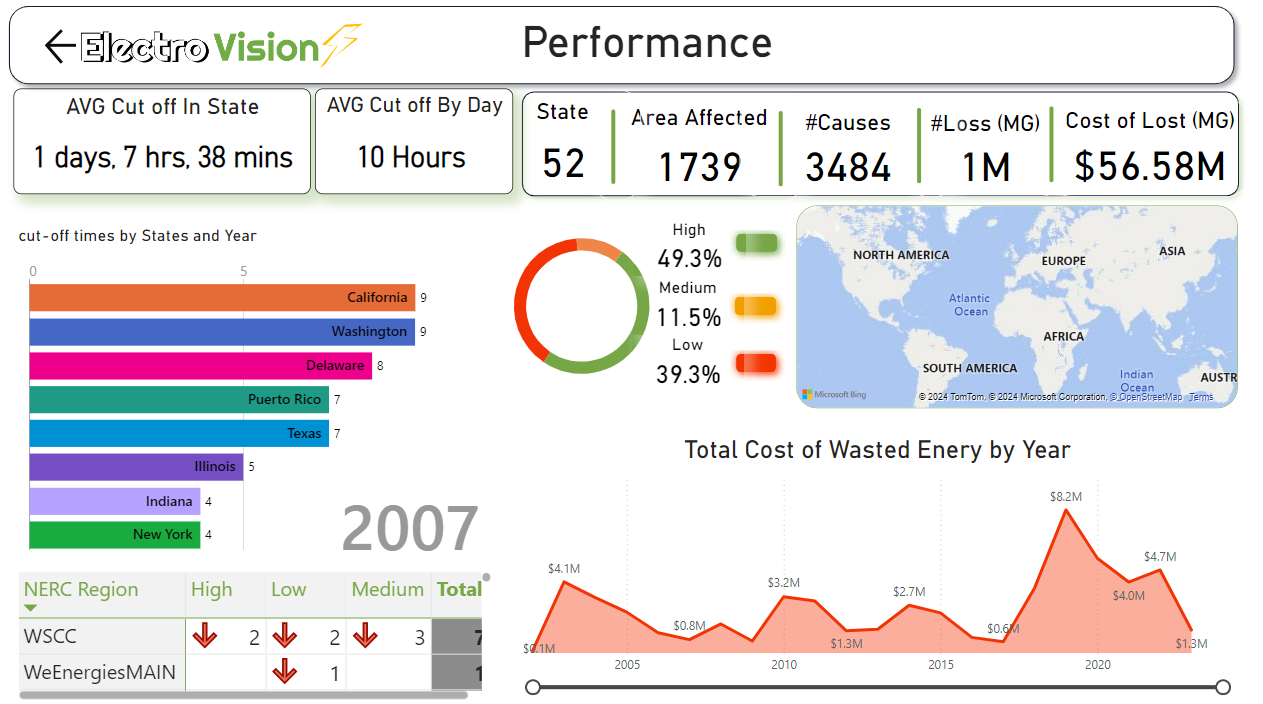 Electro Vision
Performance
AVG Cut off In State
1 days, 7 hrs, 38 mins
AVG Cut off By Day
10 Hours
State
52
Area Affected
1739
#Causes
3484
#Loss (MG)
1M
Cost of Lost (MG)
$56.58M
cut-off times by States and Year
0 5
California 9
Washington 9
Delaware 8
Puerto Rico 7
Texas 7
Illinois 5
Indiana 4
New York 4
2007
High
49.3%
Medium
11.5%
Low
39.3%
NORTH AMERICA
EUROPE
ASIA
Atlantic
Ocean
AFRICA
SOUTH AMERICA
Indian
Ocean
AUSTR
Microsoft Bing
© 2024 TomTom, © 2024 Microsoft Corporation, © OpenStreetMap Terms
NERC Region High Low Medium Total
WSCC 2 2 3 7
WeEnergiesMAIN 1 1
Total Cost of Wasted Enery by Year
$0.1M
$4.1M
$0.8M
$3.2M
$1.3M
$2.7M
$0.6M
$8.2M
$4.0M
$4.7M
$1.3M
2005 2010 2015 2020